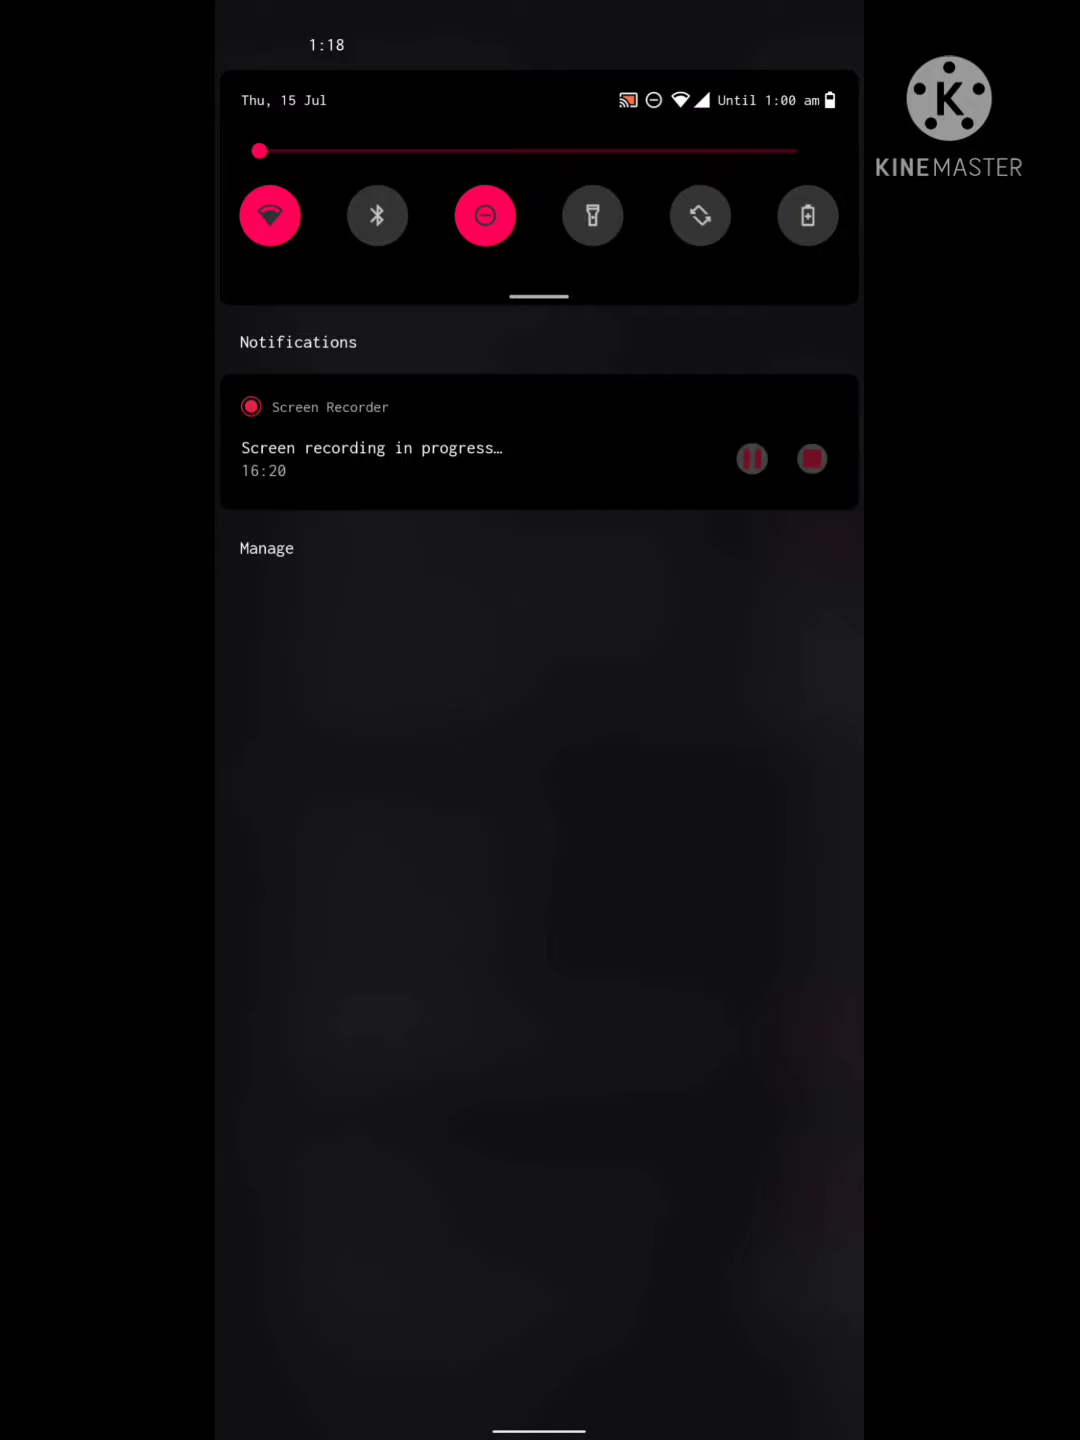 1:18
Thu, 15 Jul
Until 1:00 am
K
KINEMASTER
Notifications
Screen Recorder
Screen recording in progress…
16:20
Manage